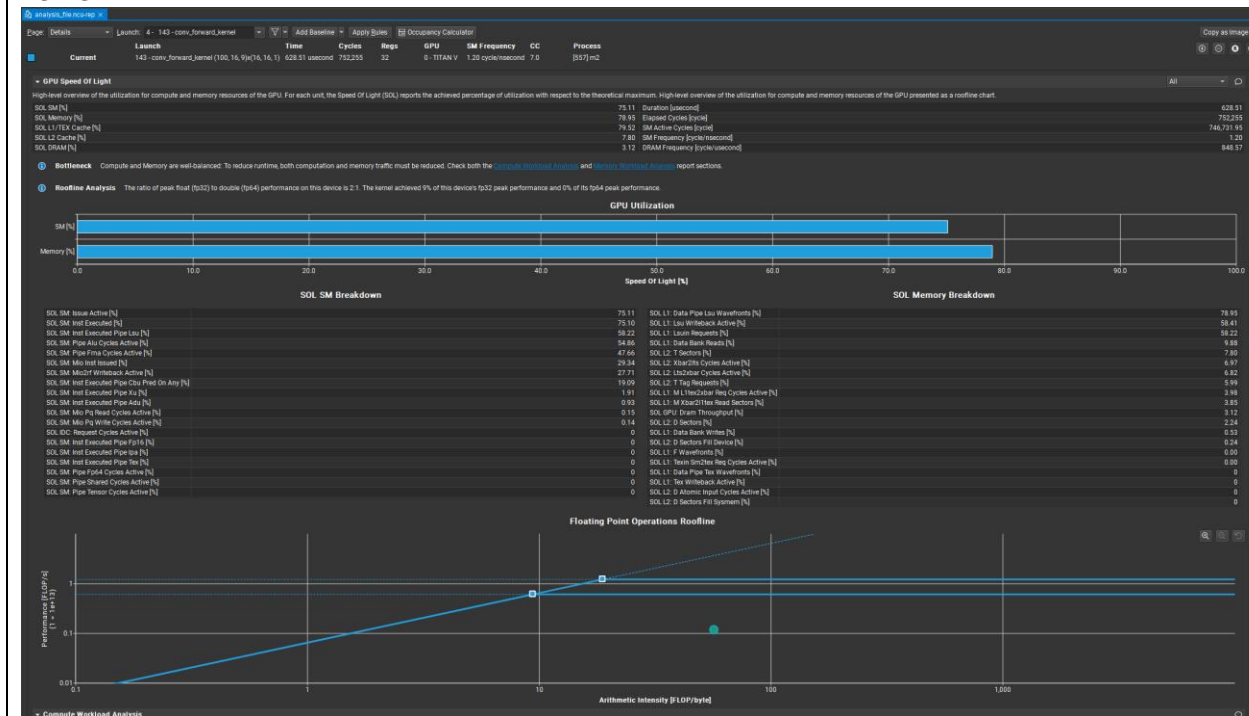 analysis_file.ncu-rep ×
Page: Details Launch: 4 - 143 - conv_forward_kernel Add Baseline Apply Rules Occupancy Calculator Copy as Image
Launch Time Cycles Regs GPU SM Frequency CC Process
Current 143 - conv_forward_kernel (100, 16, 9)x(16, 16, 1) 628.51 usecond 752,255 32 0 - TITAN V 1.20 cycle/nsecond 7.0 [557] m2
GPU Speed Of Light All
High-level overview of the utilization for compute and memory resources of the GPU. For each unit, the Speed Of Light (SOL) reports the achieved percentage of utilization with respect to the theoretical maximum. High-level overview of the utilization for compute and memory resources of the GPU presented as a roofline chart.
SOL SM [%] 75.11 Duration [usecond] 628.51
SOL Memory [%] 78.95 Elapsed Cycles [cycle] 752,255
SOL L1/TEX Cache [%] 79.52 SM Active Cycles [cycle] 746,731.95
SOL L2 Cache [%] 7.80 SM Frequency [cycle/nsecond] 1.20
SOL DRAM [%] 3.12 DRAM Frequency [cycle/usecond] 848.57
Bottleneck Compute and Memory are well-balanced: To reduce runtime, both computation and memory traffic must be reduced. Check both the Compute Workload Analysis and Memory Workload Analysis report sections.
Roofline Analysis The ratio of peak float (fp32) to double (fp64) performance on this device is 2:1. The kernel achieved 9% of this device's fp32 peak performance and 0% of its fp64 peak performance.
GPU Utilization
SM [%]
Memory [%]
0.0 10.0 20.0 30.0 40.0 50.0 60.0 70.0 80.0 90.0 100.0
Speed Of Light [%]
SOL SM Breakdown SOL Memory Breakdown
SOL SM: Issue Active [%] 75.11 SOL L1: Data Pipe Lsu Wavefronts [%] 78.95
SOL SM: Inst Executed [%] 75.10 SOL L1: Lsu Writeback Active [%] 58.41
SOL SM: Inst Executed Pipe Lsu [%] 58.22 SOL L1: Lsuin Requests [%] 58.22
SOL SM: Pipe Alu Cycles Active [%] 54.86 SOL L1: Data Bank Reads [%] 9.88
SOL SM: Pipe Fma Cycles Active [%] 47.66 SOL L2: T Sectors [%] 7.80
SOL SM: Mio Inst Issued [%] 29.34 SOL L2: Xbar2lts Cycles Active [%] 6.97
SOL SM: Mio2rf Writeback Active [%] 27.71 SOL L2: Lts2xbar Cycles Active [%] 6.82
SOL SM: Inst Executed Pipe Cbu Pred On Any [%] 19.09 SOL L2: T Tag Requests [%] 5.99
SOL SM: Inst Executed Pipe Xu [%] 1.91 SOL L1: M L1tex2xbar Req Cycles Active [%] 3.98
SOL SM: Inst Executed Pipe Adu [%] 0.93 SOL L1: M Xbar2l1tex Read Sectors [%] 3.85
SOL SM: Mio Pq Read Cycles Active [%] 0.15 SOL GPU: Dram Throughput [%] 3.12
SOL SM: Mio Pq Write Cycles Active [%] 0.14 SOL L2: D Sectors [%] 2.24
SOL IDC: Request Cycles Active [%] 0 SOL L1: Data Bank Writes [%] 0.53
SOL SM: Inst Executed Pipe Fp16 [%] 0 SOL L2: D Sectors Fill Device [%] 0.24
SOL SM: Inst Executed Pipe Ipa [%] 0 SOL L1: F Wavefronts [%] 0.00
SOL SM: Inst Executed Pipe Tex [%] 0 SOL L1: Texin Sm2tex Req Cycles Active [%] 0.00
SOL SM: Pipe Fp64 Cycles Active [%] 0 SOL L1: Data Pipe Tex Wavefronts [%] 0
SOL SM: Pipe Shared Cycles Active [%] 0 SOL L1: Tex Writeback Active [%] 0
SOL SM: Pipe Tensor Cycles Active [%] 0 SOL L2: D Atomic Input Cycles Active [%] 0
SOL L2: D Sectors Fill Sysmem [%] 0
Floating Point Operations Roofline
Performance [FLOP/s]
[1 = 1e+13]
1
0.1
0.01
0.1 1 10 100 1,000
Arithmetic Intensity [FLOP/byte]
Compute Workload Analysis